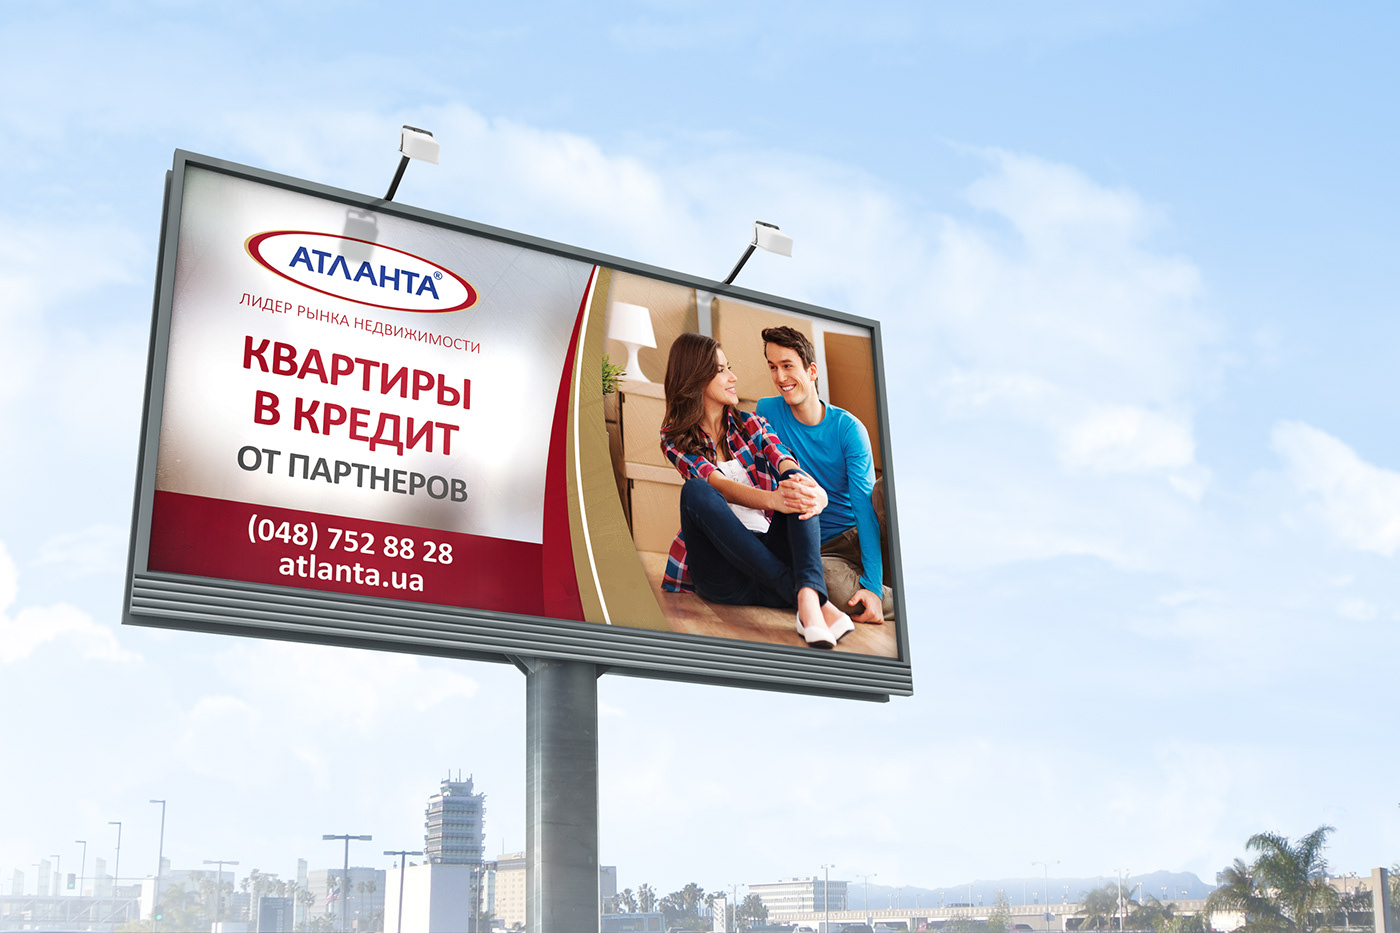 АТЛАНТА®
ЛИДЕР РЫНКА НЕДВИЖИМОСТИ
КВАРТИРЫ
В КРЕДИТ
ОТ ПАРТНЕРОВ
(048) 752 88 28
atlanta.ua